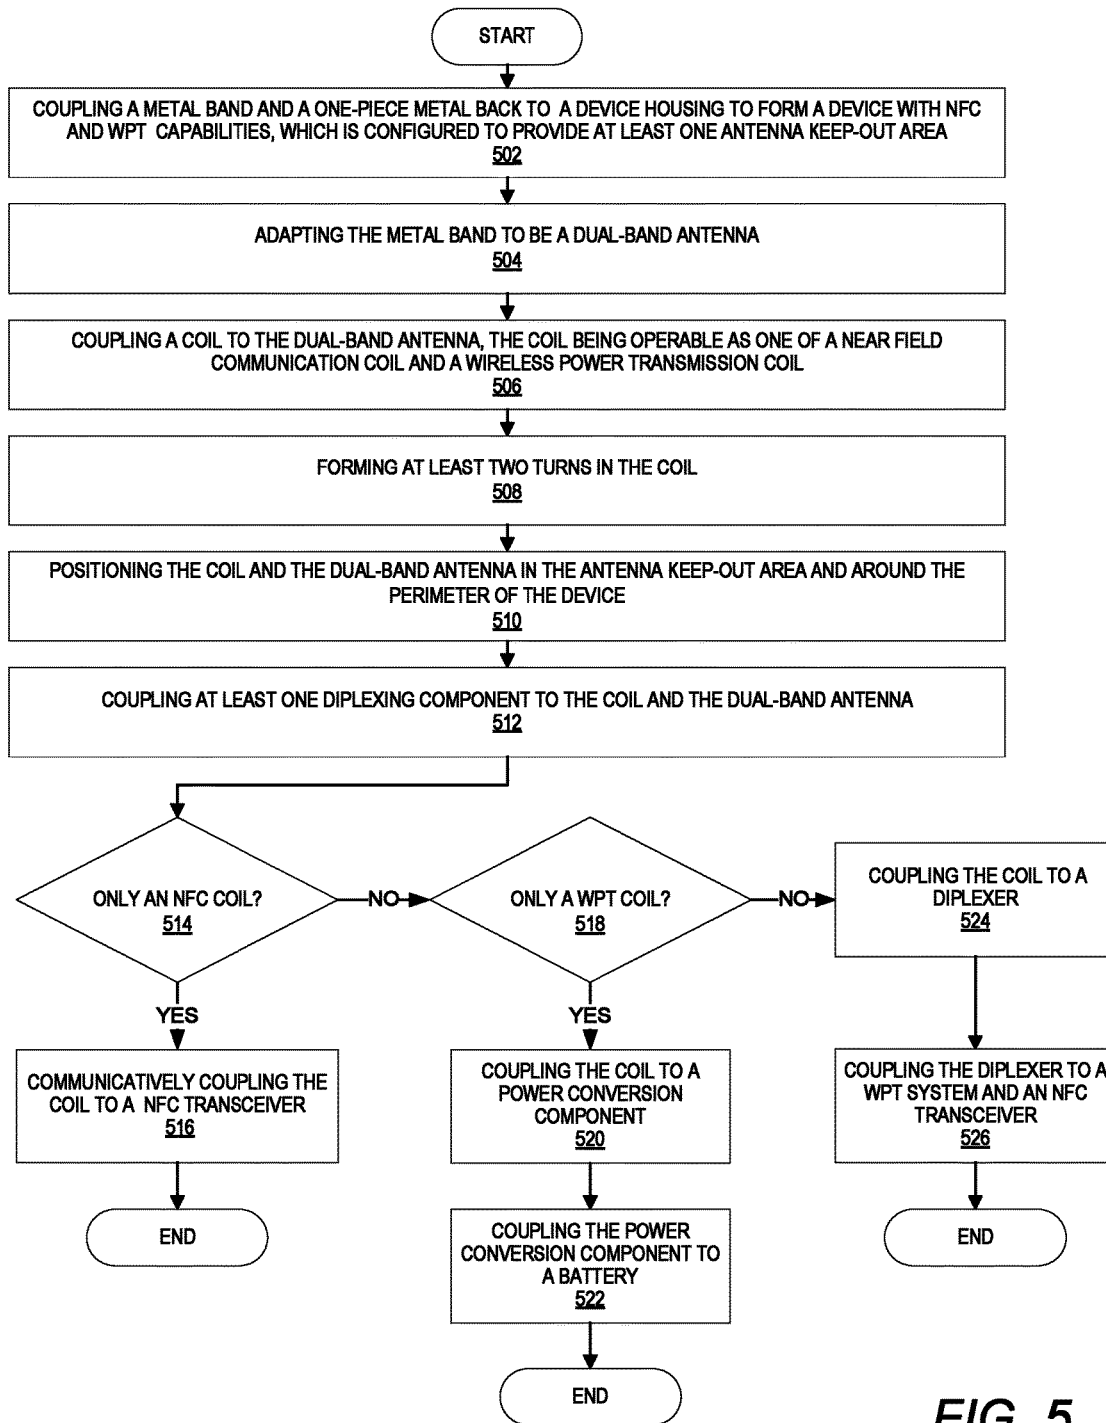 START
COUPLING A METAL BAND AND A ONE-PIECE METAL BACK TO A DEVICE HOUSING TO FORM A DEVICE WITH NFC
AND WPT CAPABILITIES, WHICH IS CONFIGURED TO PROVIDE AT LEAST ONE ANTENNA KEEP-OUT AREA
502
ADAPTING THE METAL BAND TO BE A DUAL-BAND ANTENNA
504
COUPLING A COIL TO THE DUAL-BAND ANTENNA, THE COIL BEING OPERABLE AS ONE OF A NEAR FIELD
COMMUNICATION COIL AND A WIRELESS POWER TRANSMISSION COIL
506
FORMING AT LEAST TWO TURNS IN THE COIL
508
POSITIONING THE COIL AND THE DUAL-BAND ANTENNA IN THE ANTENNA KEEP-OUT AREA AND AROUND THE
PERIMETER OF THE DEVICE
510
COUPLING AT LEAST ONE DIPLEXING COMPONENT TO THE COIL AND THE DUAL-BAND ANTENNA
512
ONLY AN NFC COIL?
514
NO
ONLY A WPT COIL?
518
NO
COUPLING THE COIL TO A
DIPLEXER
524
YES
YES
COMMUNICATIVELY COUPLING THE
COIL TO A NFC TRANSCEIVER
516
COUPLING THE COIL TO A
POWER CONVERSION
COMPONENT
520
COUPLING THE DIPLEXER TO A
WPT SYSTEM AND AN NFC
TRANSCEIVER
526
END
COUPLING THE POWER
CONVERSION COMPONENT TO
A BATTERY
522
END
END
FIG. 5